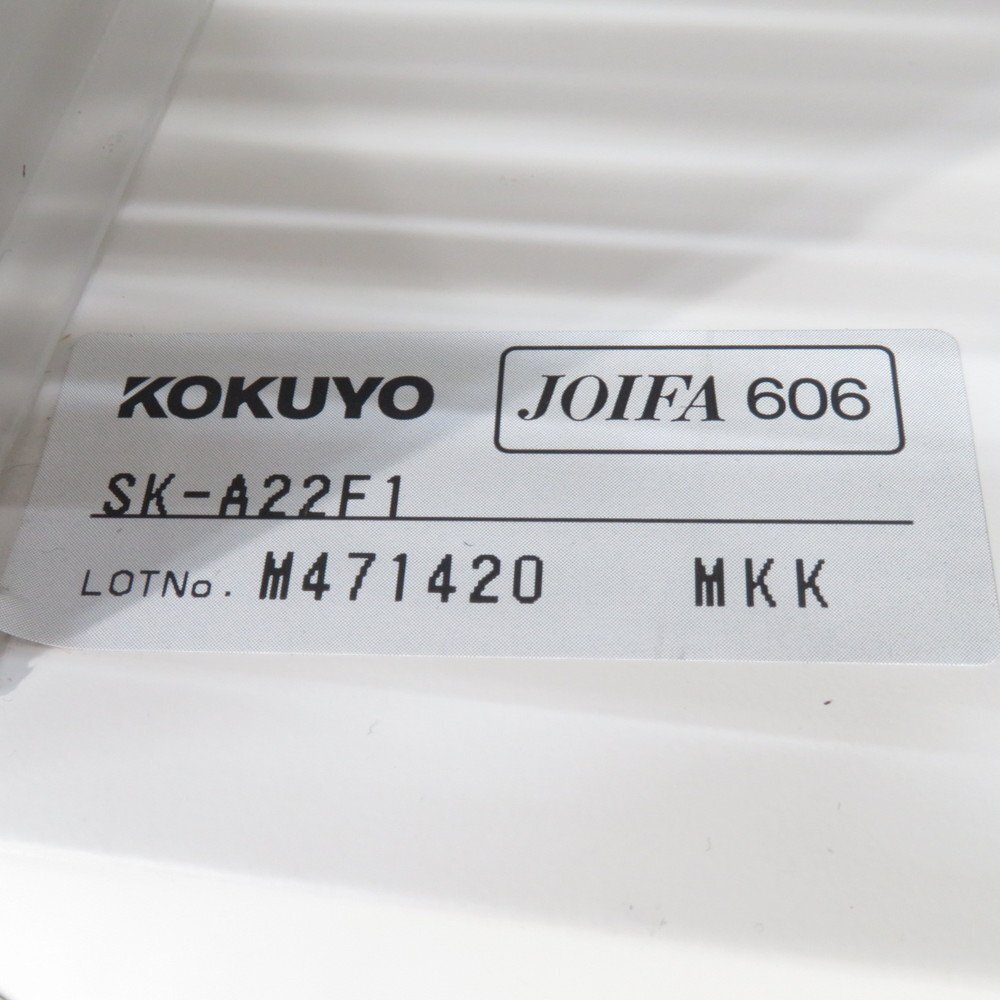 KOKUYO JOIFA 606
SK-A22F1
LOTNo. M471420 MKK